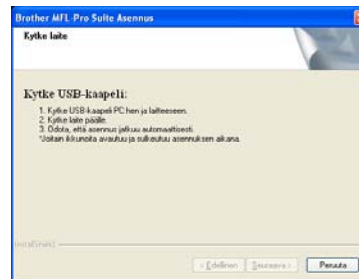 Brother MFL-Pro Suite Asennus
Kytke laite
Kytke USB-kaapeli:
1. Kytke USB-kaapeli PC:hen ja laitteeseen.
2. Kytke laite päälle.
3. Odota, että asennus jatkuu automaattisesti.
*Joitain ikkunoita avautuu ja sulkeutuu asennuksen aikana.
InstallShield
< Edellinen Seuraava > Peruuta